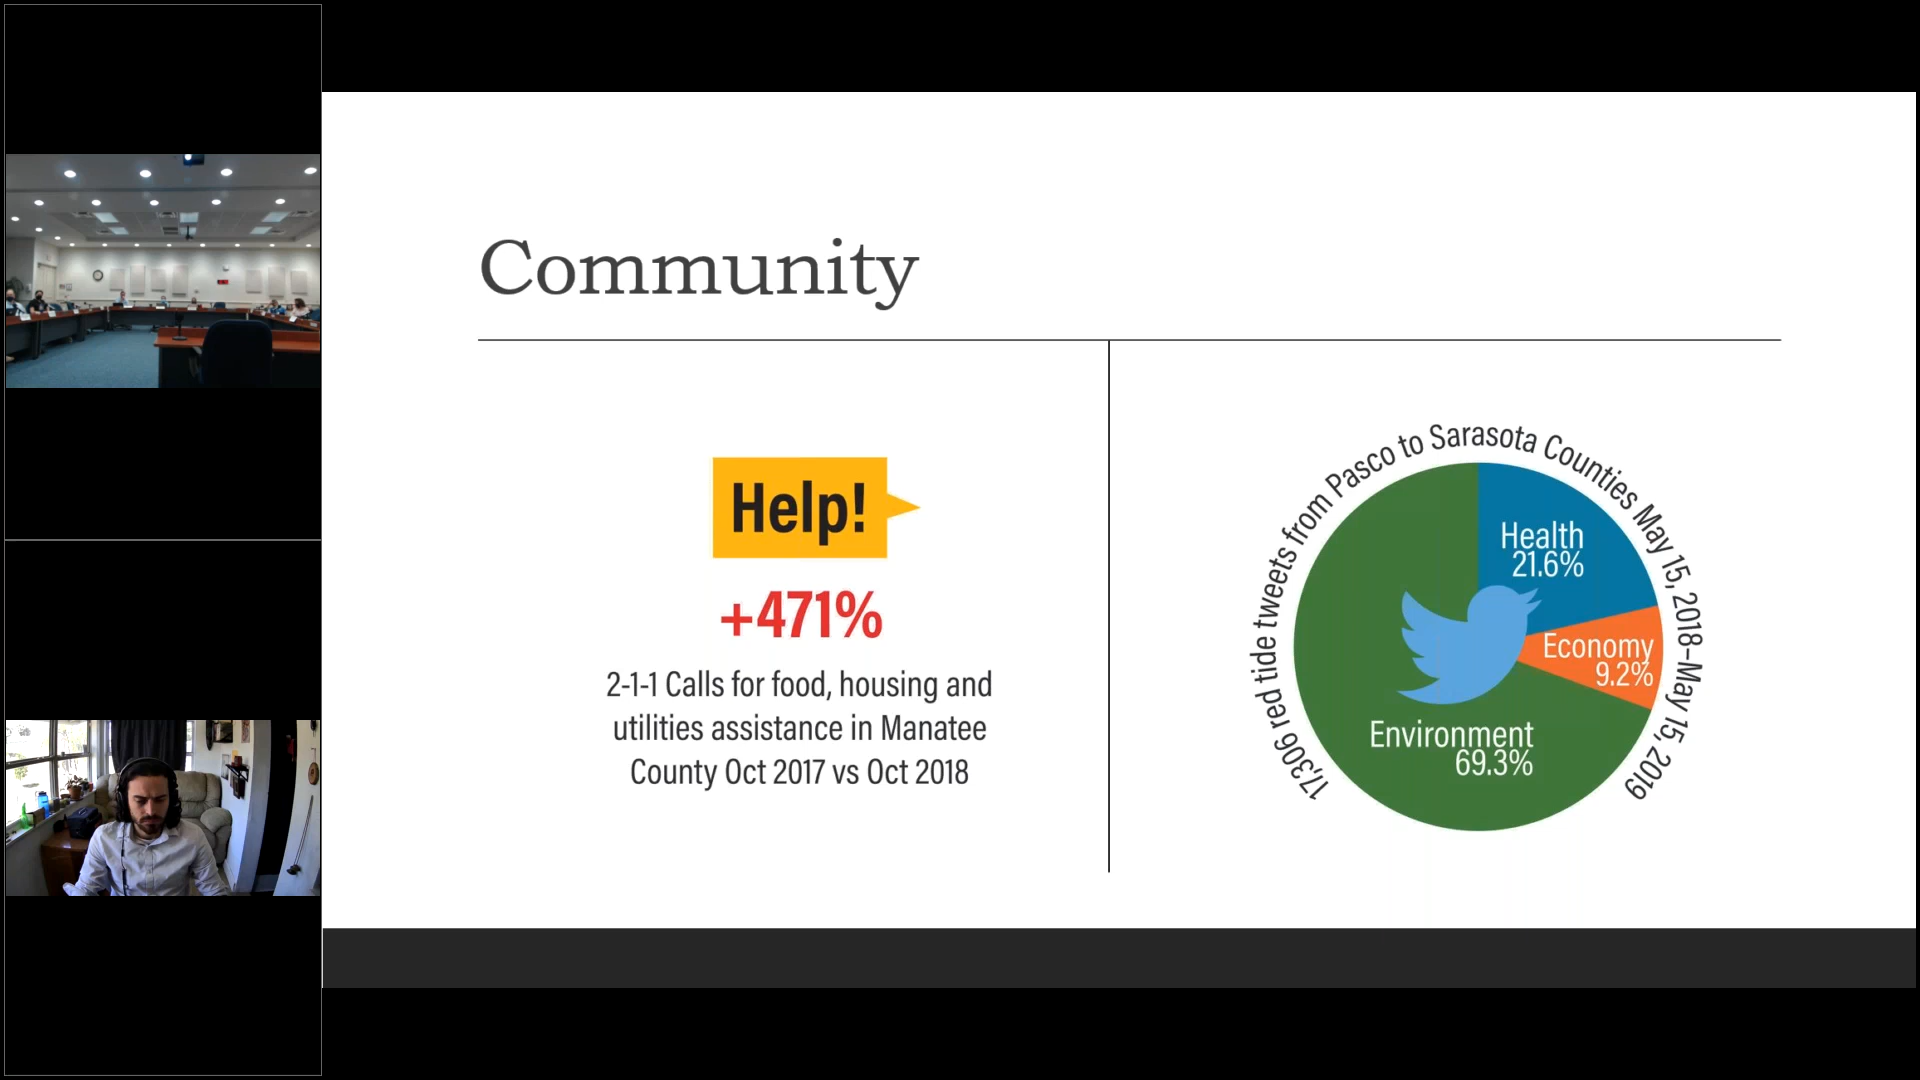 Community
Help!
+471%
2-1-1 Calls for food, housing and
utilities assistance in Manatee
County Oct 2017 vs Oct 2018
17,306 red tide tweets from Pasco to Sarasota Counties May 15, 2018–May 15, 2019
Health
21.6%
Economy
9.2%
Environment
69.3%